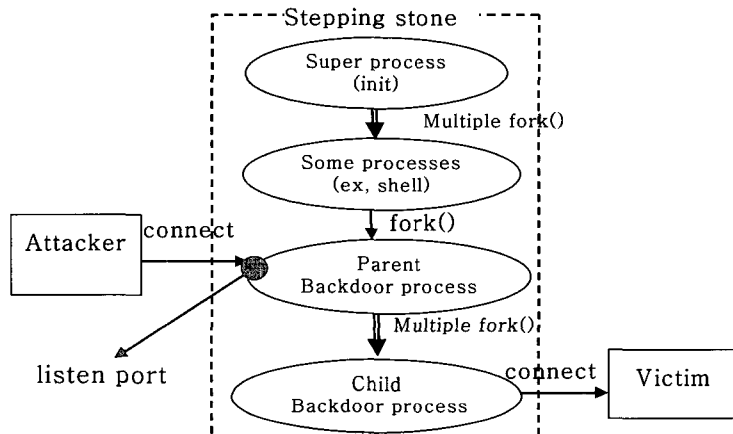 Stepping stone
Super process
(init)
Multiple fork()
Some processes
(ex, shell)
fork()
Attacker
connect
Parent
Backdoor process
Multiple fork()
listen port
Child
Backdoor process
connect
Victim